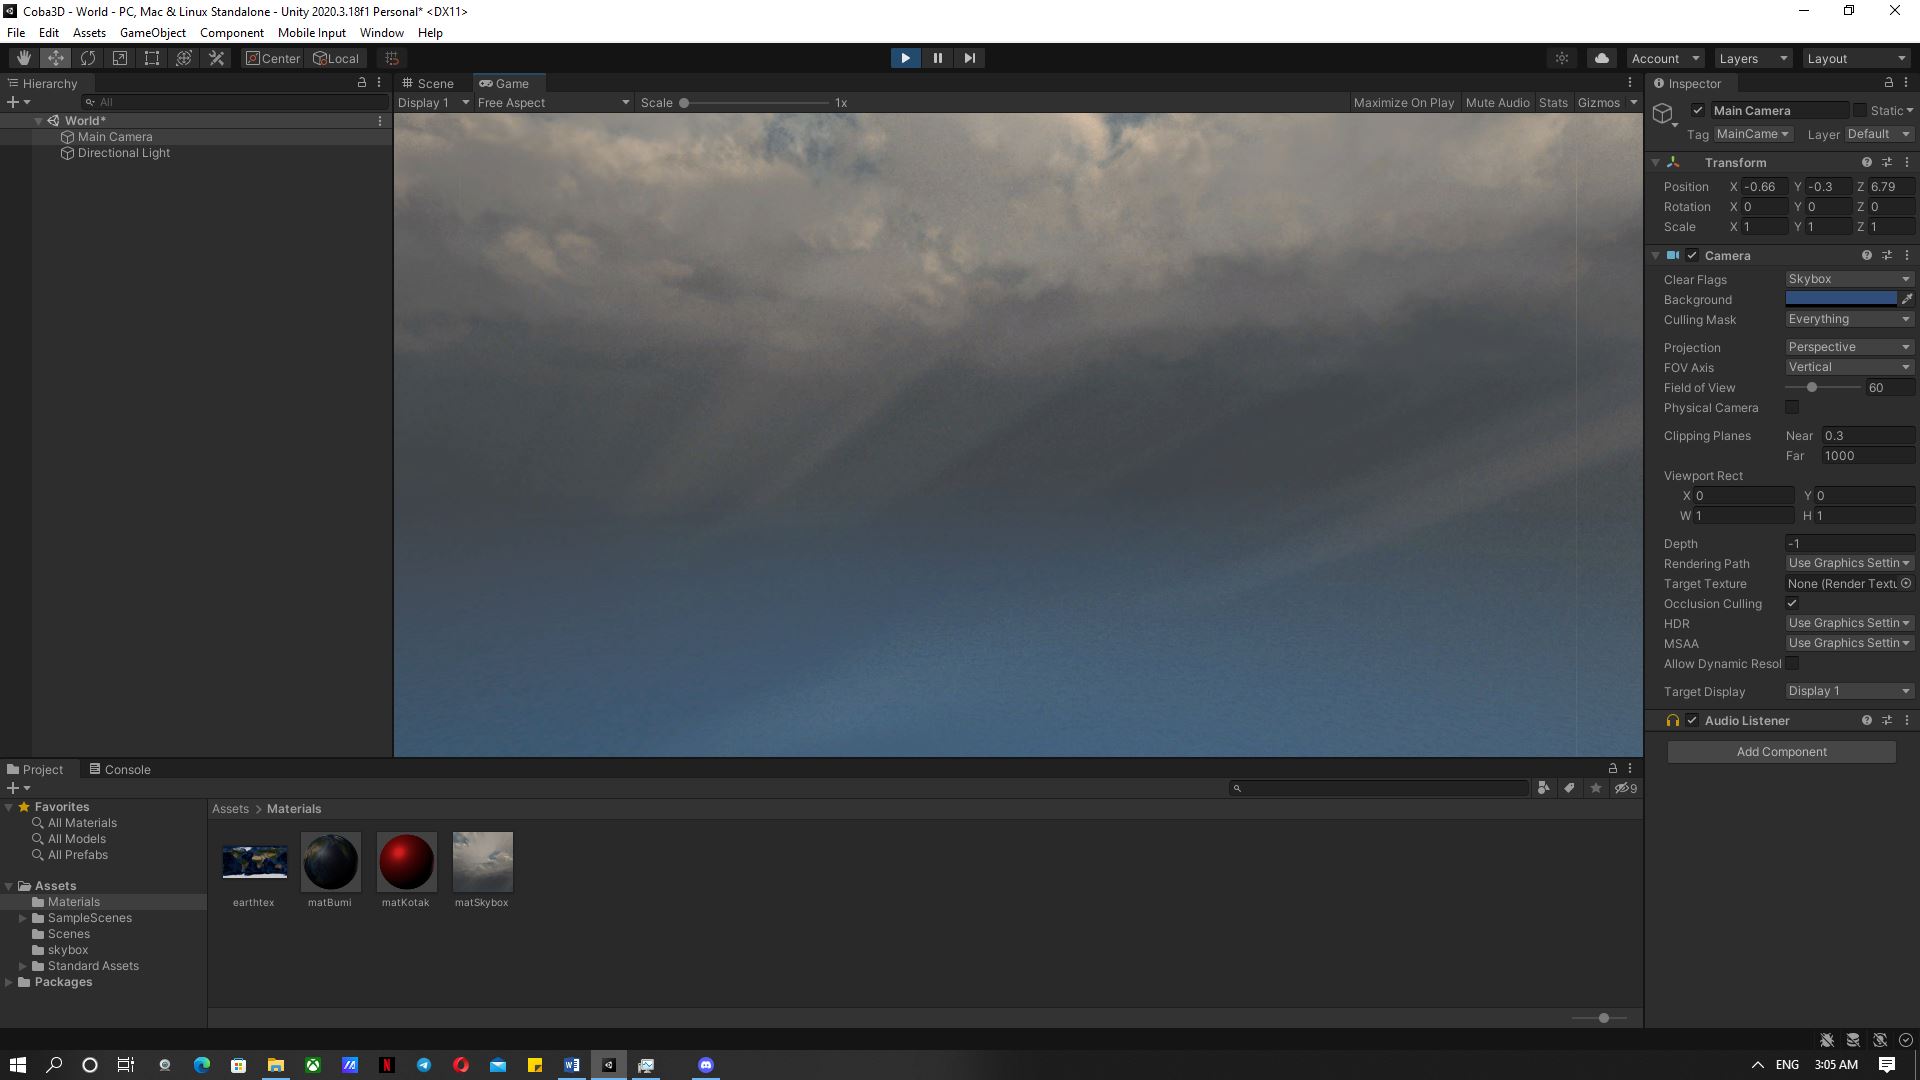 Coba3D - World - PC, Mac & Linux Standalone - Unity 2020.3.18f1 Personal* <DX11>
File Edit Assets GameObject Component Mobile Input Window Help
Center Local Account Layers Layout
Hierarchy
All
World*
Main Camera
Directional Light
Scene Game
Display 1 Free Aspect Scale 1x Maximize On Play Mute Audio Stats Gizmos
Inspector
Main Camera Static
Tag MainCame Layer Default
Transform
Position X -0.66 Y -0.3 Z 6.79
Rotation X 0 Y 0 Z 0
Scale X 1 Y 1 Z 1
Camera
Clear Flags Skybox
Background
Culling Mask Everything
Projection Perspective
FOV Axis Vertical
Field of View 60
Physical Camera
Clipping Planes Near 0.3
Far 1000
Viewport Rect
X 0 Y 0
W 1 H 1
Depth -1
Rendering Path Use Graphics Settin
Target Texture None (Render Textu
Occlusion Culling
HDR Use Graphics Settin
MSAA Use Graphics Settin
Allow Dynamic Resol
Target Display Display 1
Audio Listener
Add Component
Project Console
9
Favorites
All Materials
All Models
All Prefabs
Assets
Materials
SampleScenes
Scenes
skybox
Standard Assets
Packages
Assets > Materials
earthtex matBumi matKotak matSkybox
ENG 3:05 AM